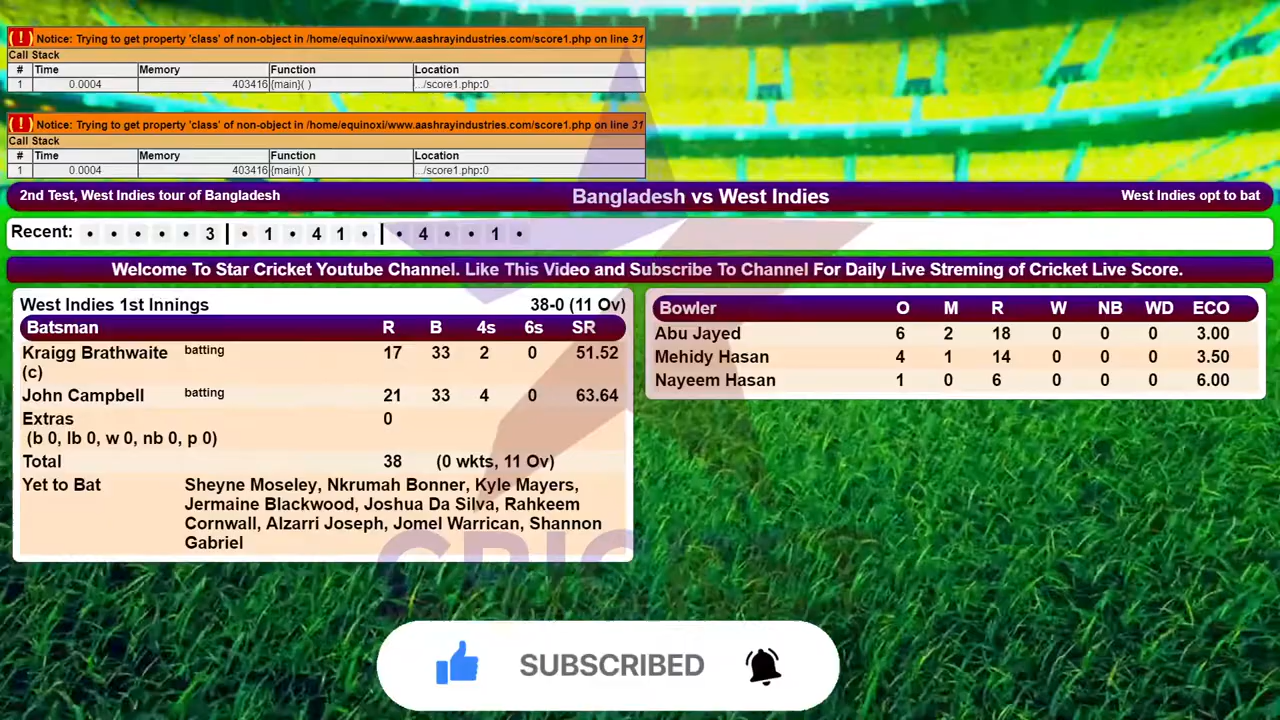 (!) Notice: Trying to get property 'class' of non-object in /home/equinoxi/www.aashrayindustries.com/score1.php on line 31
Call Stack
# Time Memory Function Location
1 0.0004 403416 {main}( ) .../score1.php:0
(!) Notice: Trying to get property 'class' of non-object in /home/equinoxi/www.aashrayindustries.com/score1.php on line 31
Call Stack
# Time Memory Function Location
1 0.0004 403416 {main}( ) .../score1.php:0
2nd Test, West Indies tour of Bangladesh Bangladesh vs West Indies West Indies opt to bat
Recent: • • • • • 3 | • 1 • 4 1 • | • 4 • • 1 •
Welcome To Star Cricket Youtube Channel. Like This Video and Subscribe To Channel For Daily Live Streming of Cricket Live Score.
West Indies 1st Innings 38-0 (11 Ov)
Batsman R B 4s 6s SR
Kraigg Brathwaite batting 17 33 2 0 51.52
(c)
John Campbell batting 21 33 4 0 63.64
Extras 0
(b 0, lb 0, w 0, nb 0, p 0)
Total 38 (0 wkts, 11 Ov)
Yet to Bat Sheyne Moseley, Nkrumah Bonner, Kyle Mayers,
Jermaine Blackwood, Joshua Da Silva, Rahkeem
Cornwall, Alzarri Joseph, Jomel Warrican, Shannon
Gabriel
Bowler O M R W NB WD ECO
Abu Jayed 6 2 18 0 0 0 3.00
Mehidy Hasan 4 1 14 0 0 0 3.50
Nayeem Hasan 1 0 6 0 0 0 6.00
SUBSCRIBED